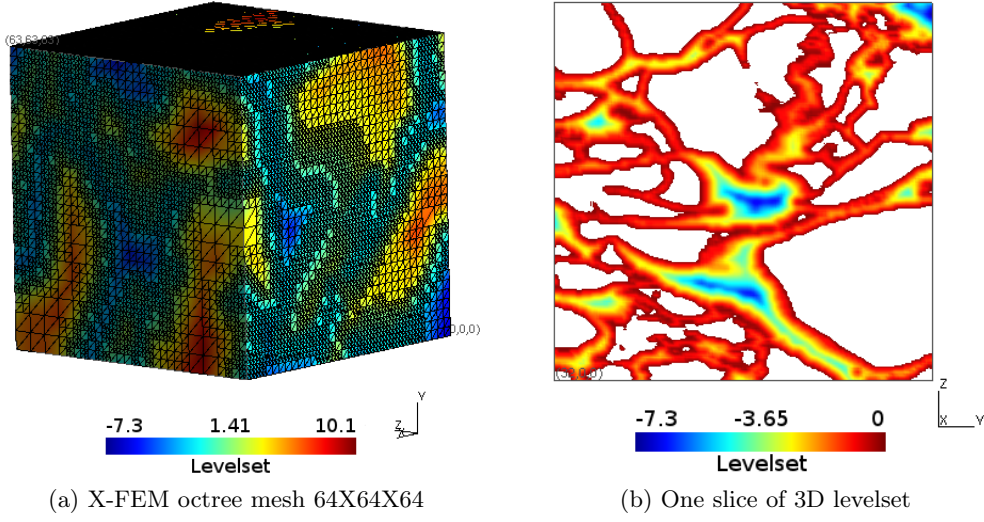 (63,63,63)
0,0,0)
Y
Z
-7.3 1.41 10.1
Levelset
(a) X-FEM octree mesh 64X64X64
Z
X Y
-7.3 -3.65 0
Levelset
(b) One slice of 3D levelset